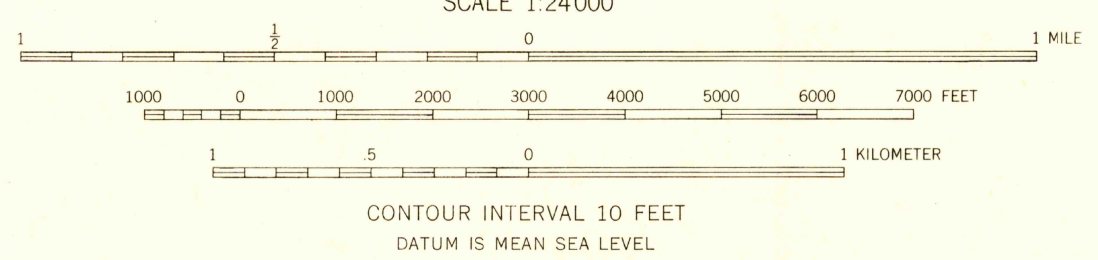 SCALE 1:24000
1 1/2 0 1 MILE
1000 0 1000 2000 3000 4000 5000 6000 7000 FEET
1 .5 0 1 KILOMETER
CONTOUR INTERVAL 10 FEET
DATUM IS MEAN SEA LEVEL